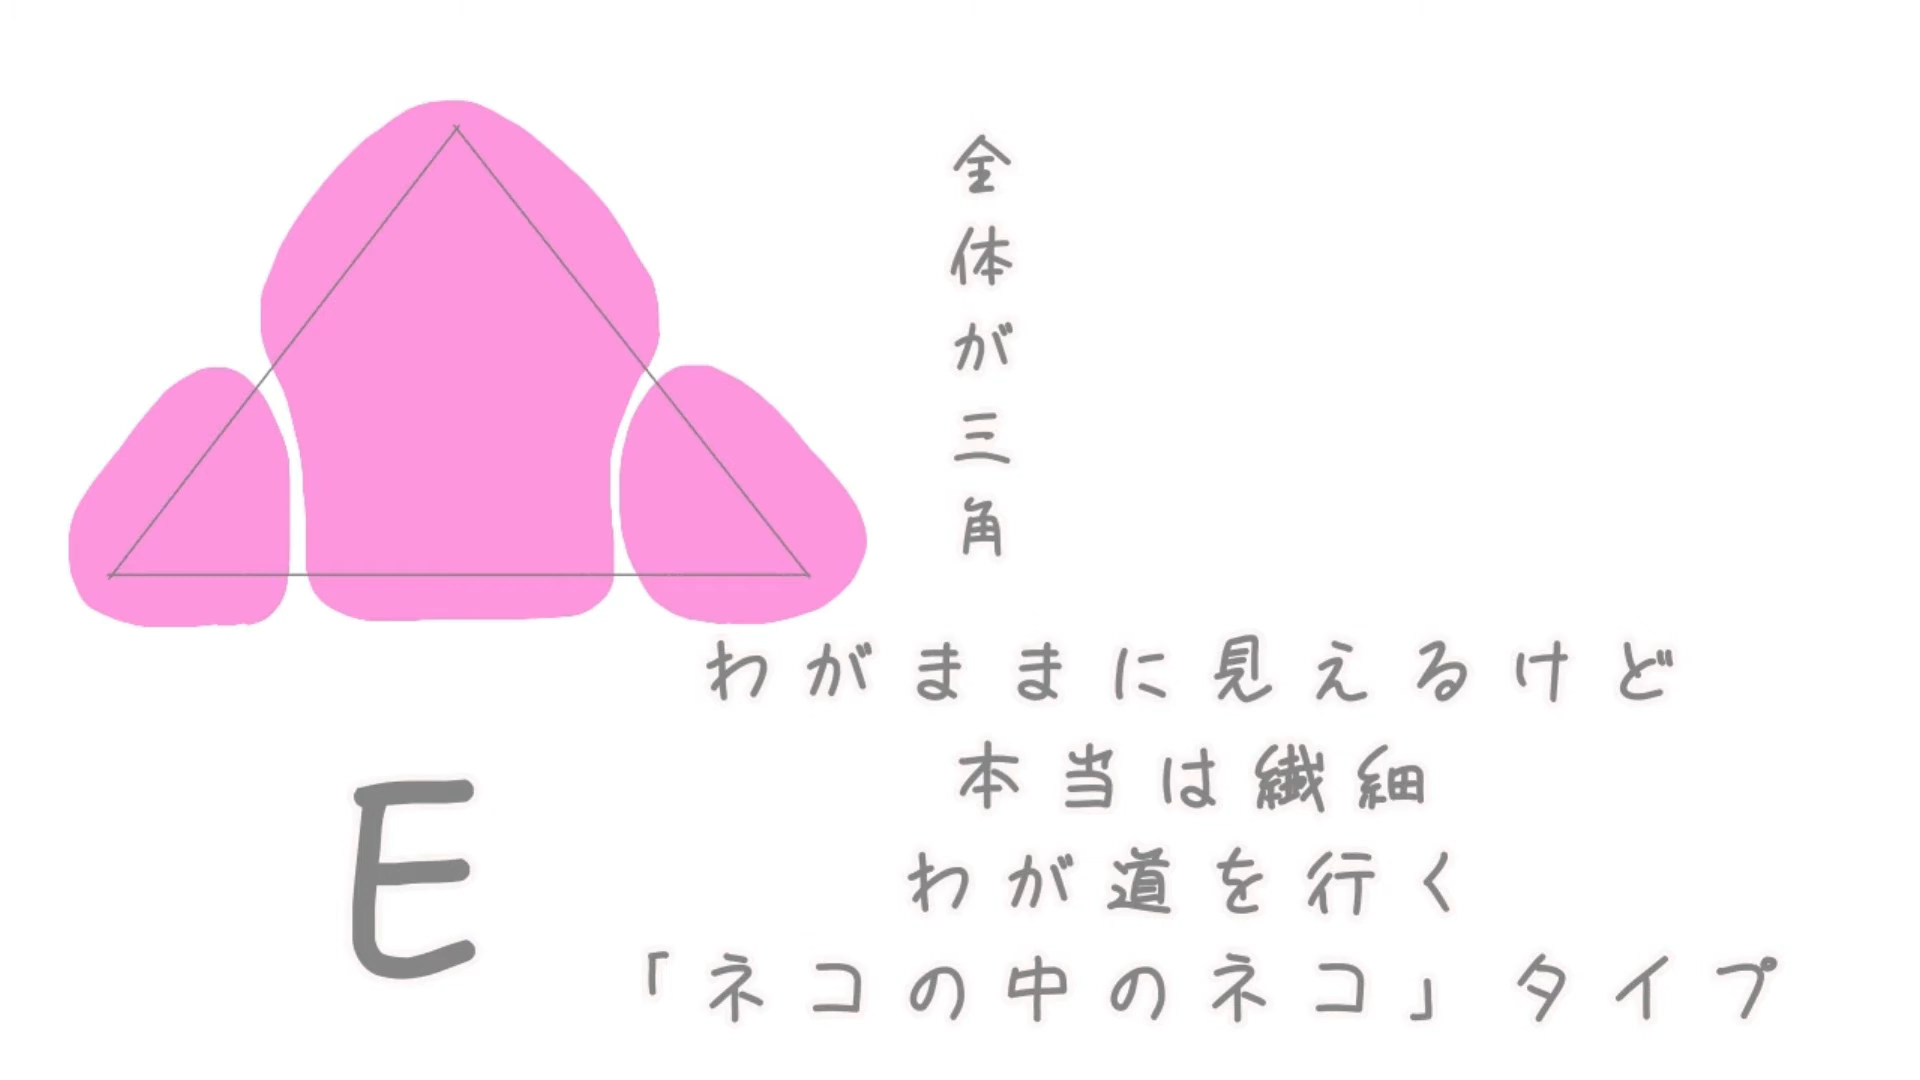 全体が三角
わがままに見えるけど
本当は繊細
わが道を行く
「ネコの中のネコ」タイプ
E